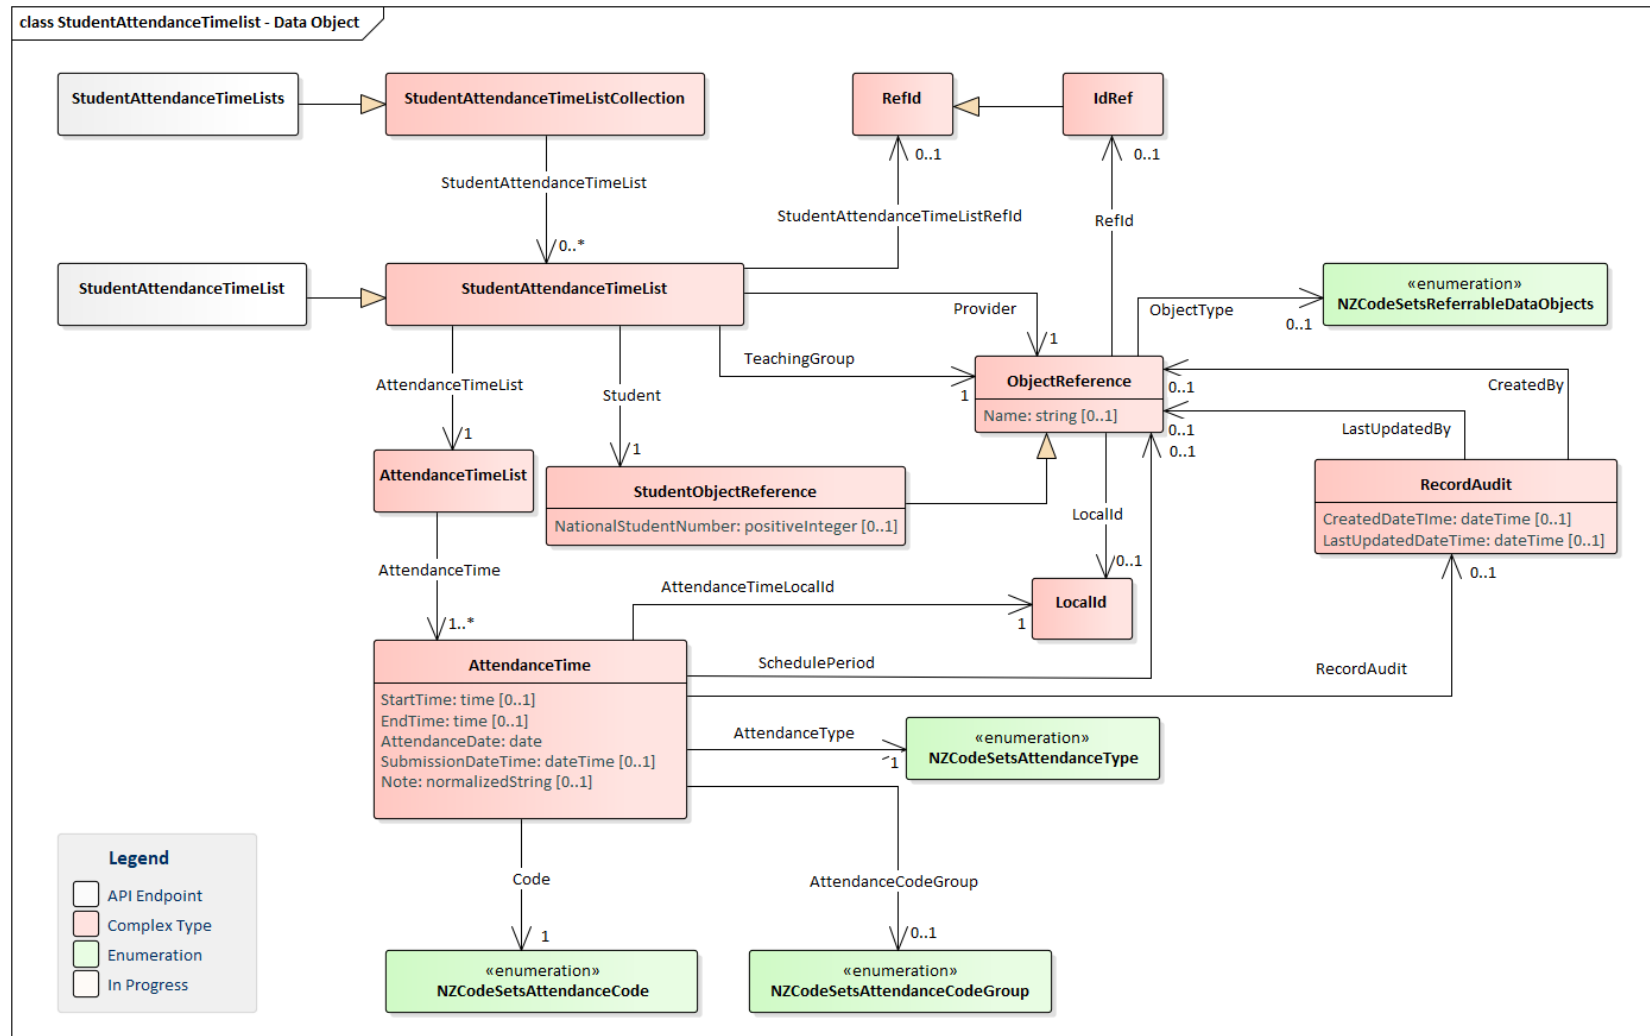 class StudentAttendanceTimelist - Data Object
StudentAttendanceTimeLists
StudentAttendanceTimeListCollection
RefId
IdRef
0..1
0..1
StudentAttendanceTimeList
StudentAttendanceTimeListRefId
RefId
0..*
StudentAttendanceTimeList
StudentAttendanceTimeList
«enumeration»
NZCodeSetsReferrableDataObjects
Provider
ObjectType
0..1
1
TeachingGroup
AttendanceTimeList
Student
1
ObjectReference
Name: string [0..1]
0..1
CreatedBy
0..1
LastUpdatedBy
0..1
1
1
AttendanceTimeList
StudentObjectReference
NationalStudentNumber: positiveInteger [0..1]
RecordAudit
CreatedDateTIme: dateTime [0..1]
LastUpdatedDateTime: dateTime [0..1]
LocalId
0..1
0..1
AttendanceTime
AttendanceTimeLocalId
LocalId
1
1..*
AttendanceTime
StartTime: time [0..1]
EndTime: time [0..1]
AttendanceDate: date
SubmissionDateTime: dateTime [0..1]
Note: normalizedString [0..1]
SchedulePeriod
RecordAudit
AttendanceType
1
«enumeration»
NZCodeSetsAttendanceType
Code
AttendanceCodeGroup
1
0..1
«enumeration»
NZCodeSetsAttendanceCode
«enumeration»
NZCodeSetsAttendanceCodeGroup
Legend
API Endpoint
Complex Type
Enumeration
In Progress